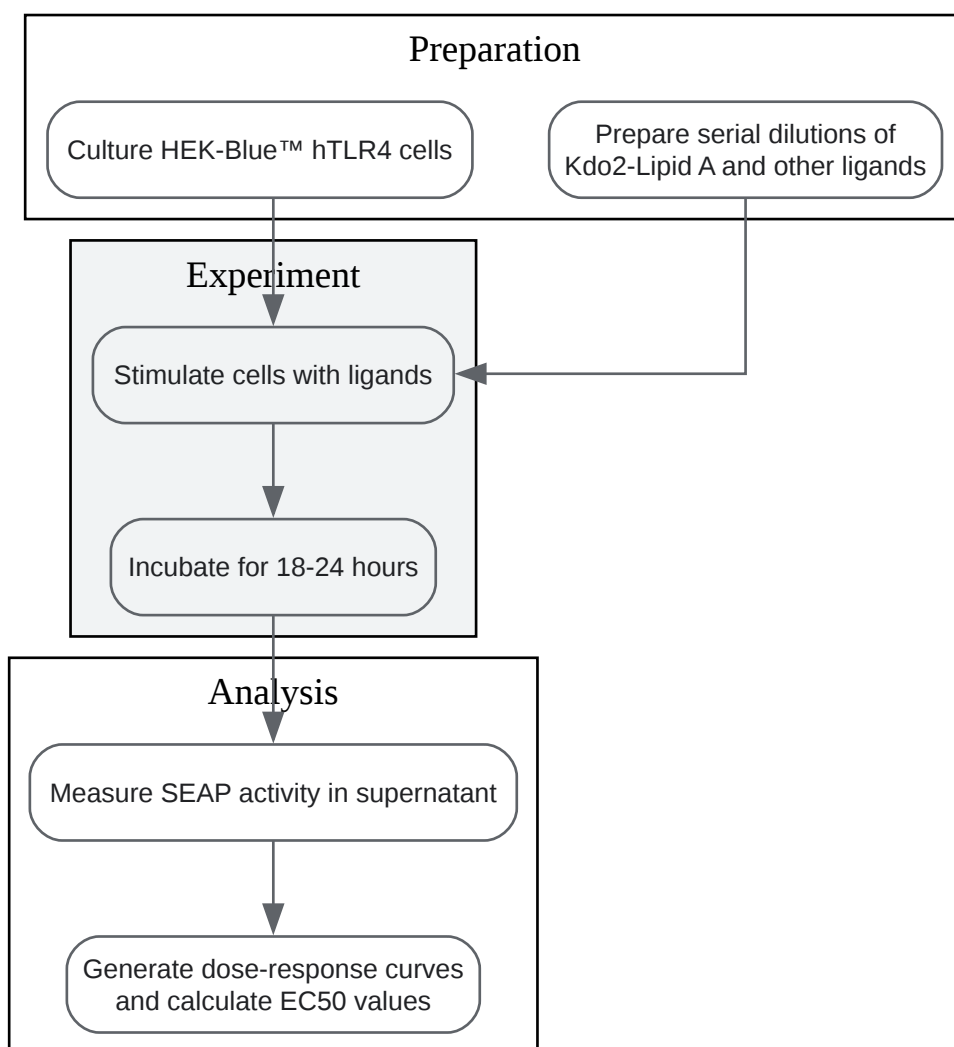 Preparation
Culture HEK-Blue™ hTLR4 cells
Prepare serial dilutions of
Kdo2-Lipid A and other ligands
Experiment
Stimulate cells with ligands
Incubate for 18-24 hours
Analysis
Measure SEAP activity in supernatant
Generate dose-response curves
and calculate EC50 values